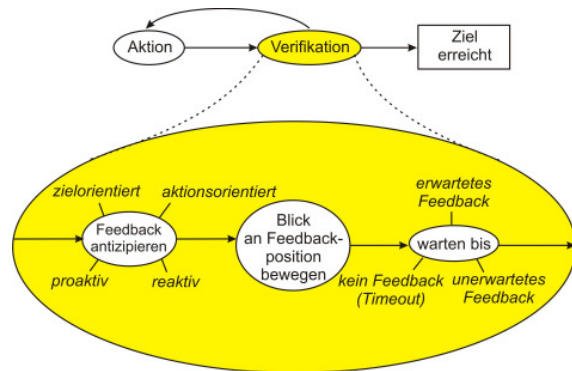 Aktion
Verifikation
Ziel
erreicht
zielorientiert
aktionsorientiert
Feedback
antizipieren
proaktiv
reaktiv
Blick
an Feedback-
position
bewegen
erwartetes
Feedback
warten bis
kein Feedback
(Timeout)
unerwartetes
Feedback